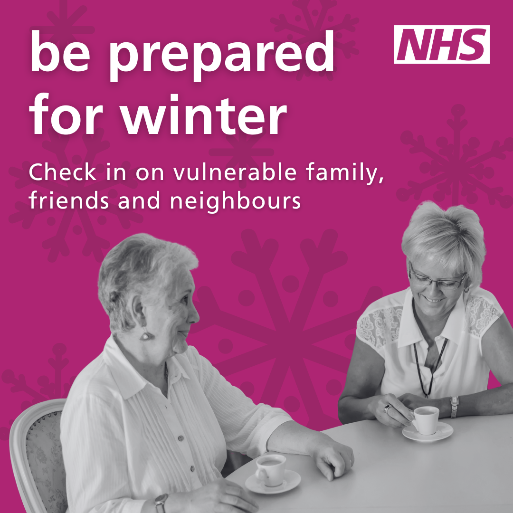 be prepared
for winter
NHS
Check in on vulnerable family,
friends and neighbours